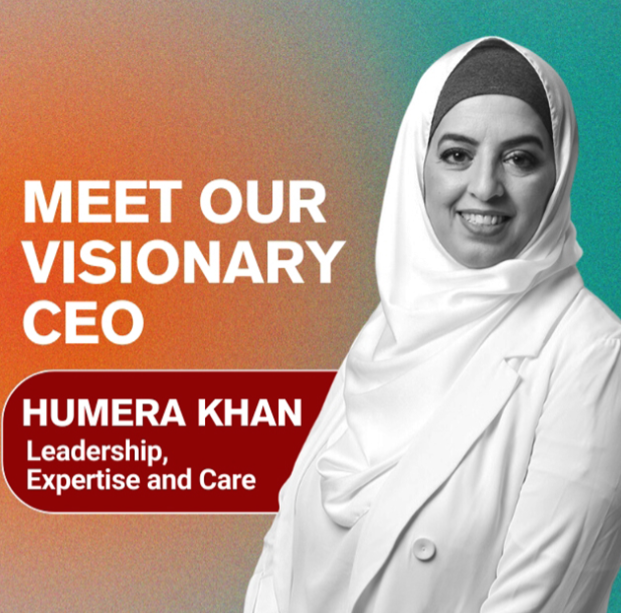 MEET OUR
VISIONARY
CEO
HUMERA KHAN
Leadership,
Expertise and Care